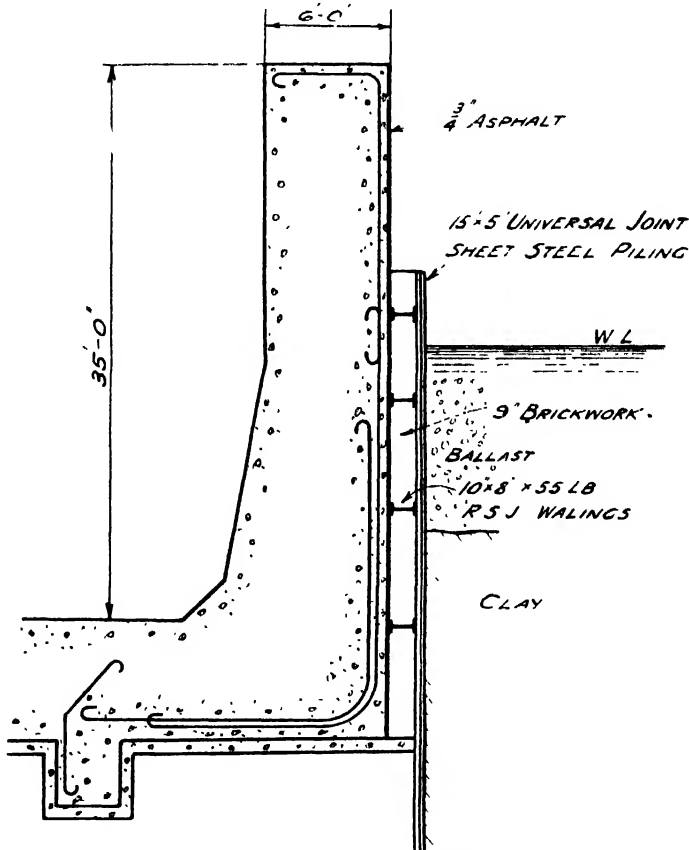 6'-0"
3/4" ASPHALT
15"×5" UNIVERSAL JOINT
SHEET STEEL PILING
35'-0"
W L
9" BRICKWORK.
BALLAST
10"×8"×55 LB
R S J WALINGS
CLAY